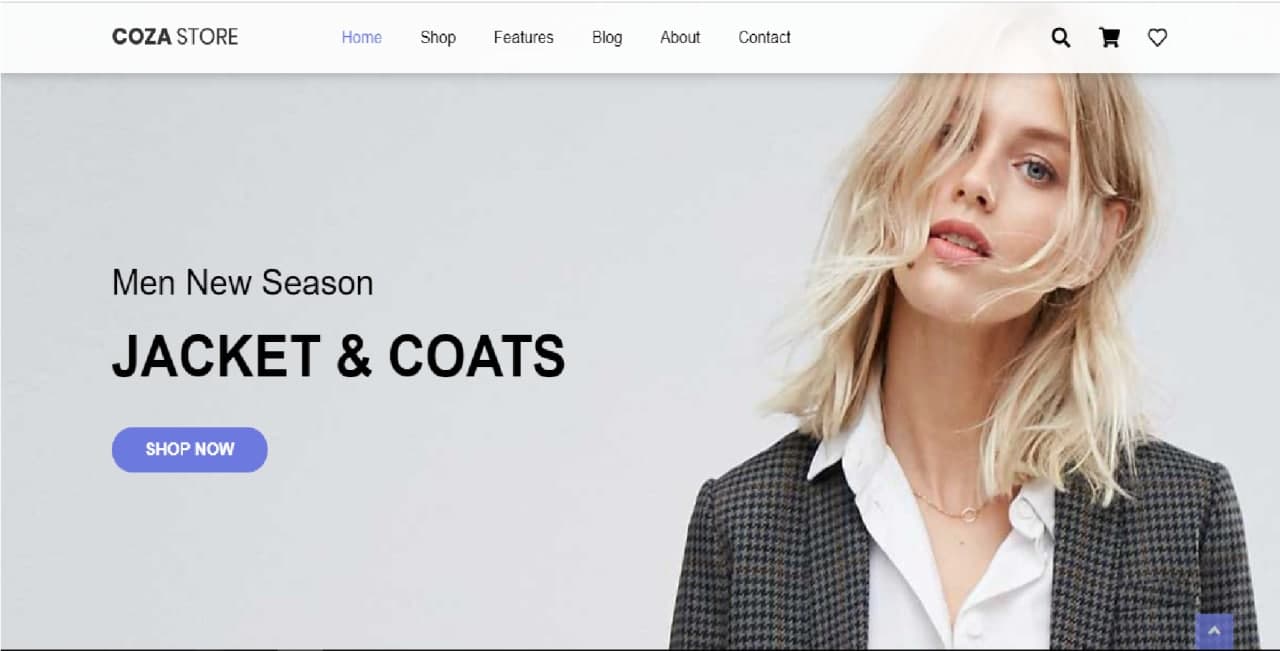 COZA STORE Home Shop Features Blog About Contact
Men New Season
JACKET & COATS
SHOP NOW